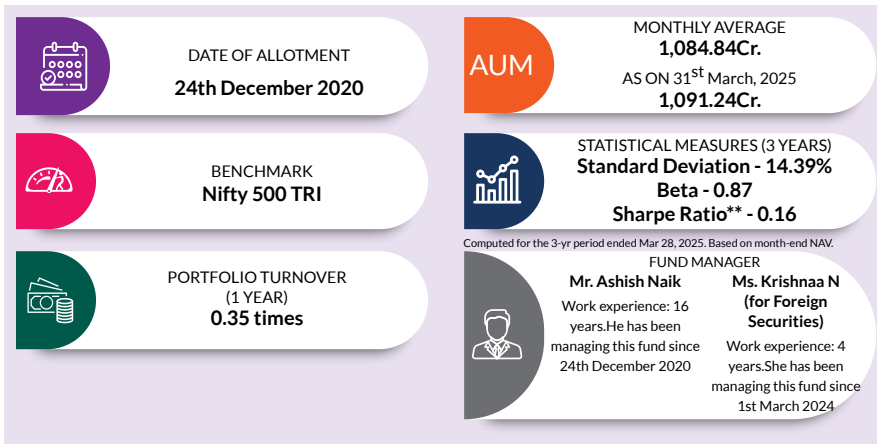 DATE OF ALLOTMENT
24th December 2020
BENCHMARK
Nifty 500 TRI
PORTFOLIO TURNOVER
(1 YEAR)
0.35 times
AUM
MONTHLY AVERAGE
1,084.84Cr.
AS ON 31st March, 2025
1,091.24Cr.
STATISTICAL MEASURES (3 YEARS)
Standard Deviation - 14.39%
Beta - 0.87
Sharpe Ratio** - 0.16
Computed for the 3-yr period ended Mar 28, 2025. Based on month-end NAV.
FUND MANAGER
Mr. Ashish Naik
Work experience: 16
years.He has been
managing this fund since
24th December 2020
Ms. Krishnaa N
(for Foreign
Securities)
Work experience: 4
years.She has been
managing this fund since
1st March 2024